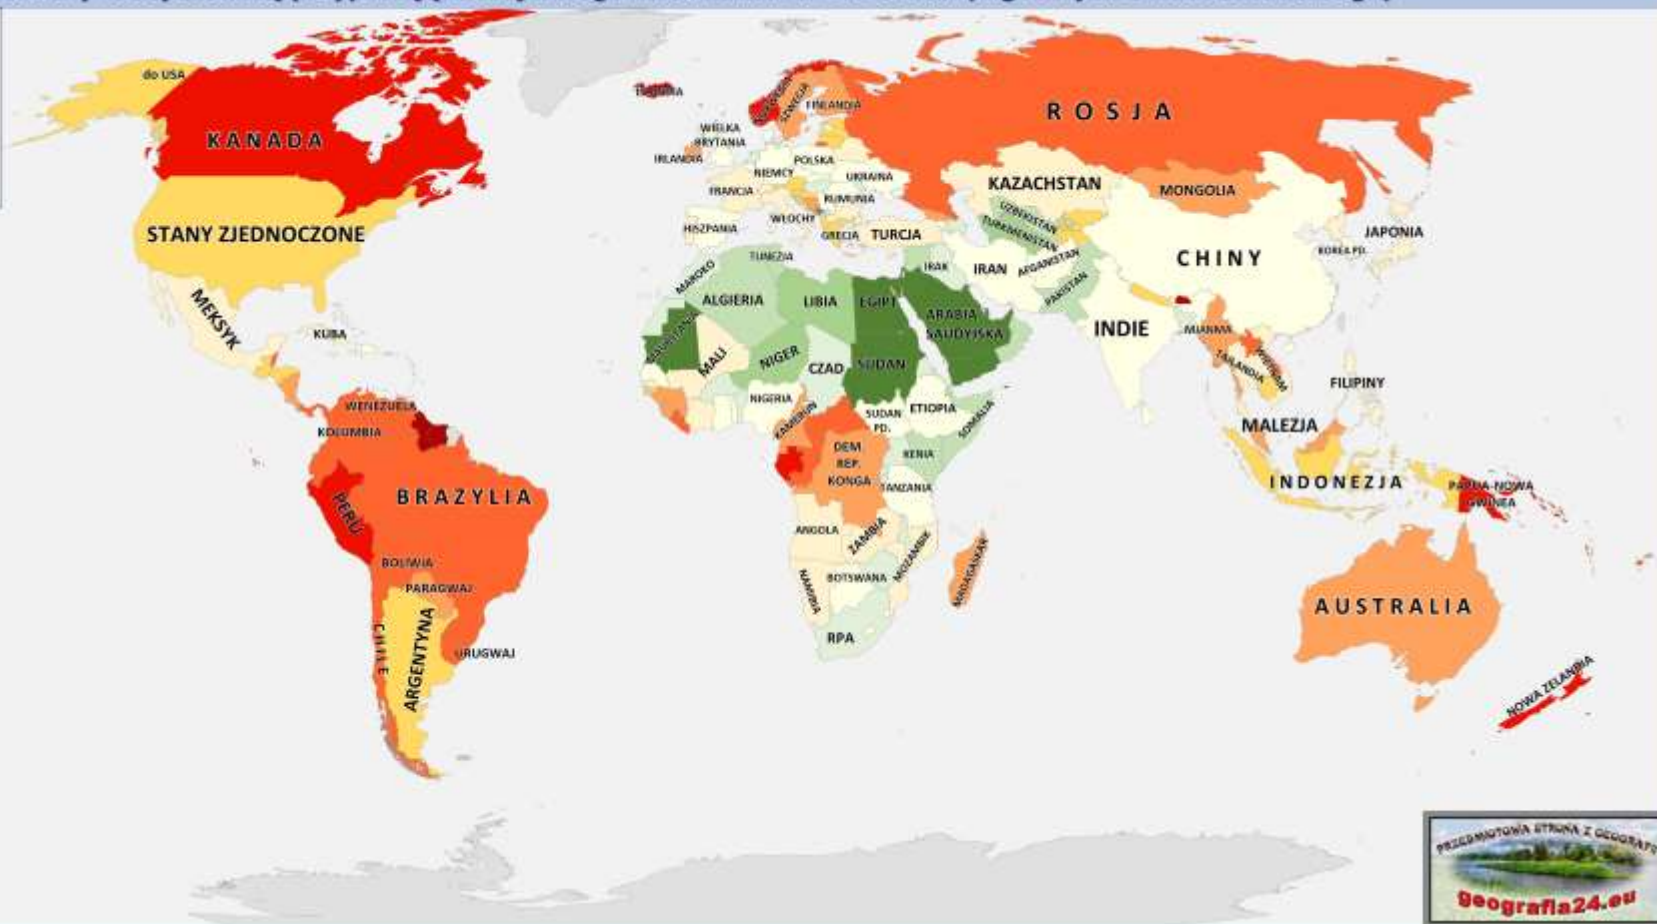 do USA
KANADA
STANY ZJEDNOCZONE
MEKSYK
KUBA
WENEZUELA
KOLUMBIA
PERU
BRAZYLIA
BOLIWIA
PARAGWAJ
CHILE
ARGENTYNA
URUGWAJ
SZWECJA
FINLANDIA
WIELKA
BRYTANIA
IRLANDIA
POLSKA
NIEMCY
UKRAINA
FRANCJA
RUMUNIA
WŁOCHY
HISZPANIA
GRECJA
TURCJA
ROSJA
KAZACHSTAN
MONGOLIA
UZBEKISTAN
TURKMENISTAN
CHINY
JAPONIA
KOREA PD.
TUNEZJA
MAROKO
ALGIERIA
LIBIA
EGIPT
IRAK
IRAN
AFGANISTAN
PAKISTAN
ARABIA
SAUDYJSKA
INDIE
MIANMA
TAJLANDIA
WIETNAM
FILIPINY
MAURETANIA
MALI
NIGER
CZAD
SUDAN
NIGERIA
KAMERUN
SUDAN
PD.
ETIOPIA
SOMALIA
MALEZJA
DEM.
REP.
KONGA
KENIA
TANZANIA
INDONEZJA
PAPUA-NOWA
GWINEA
ANGOLA
ZAMBIA
MOZAMBIK
MADAGASKAR
NAMIBIA
BOTSWANA
RPA
AUSTRALIA
NOWA ZELANDIA
PRZEDMIOTOWA STRONA Z GEOGRAFII
geografia24.eu